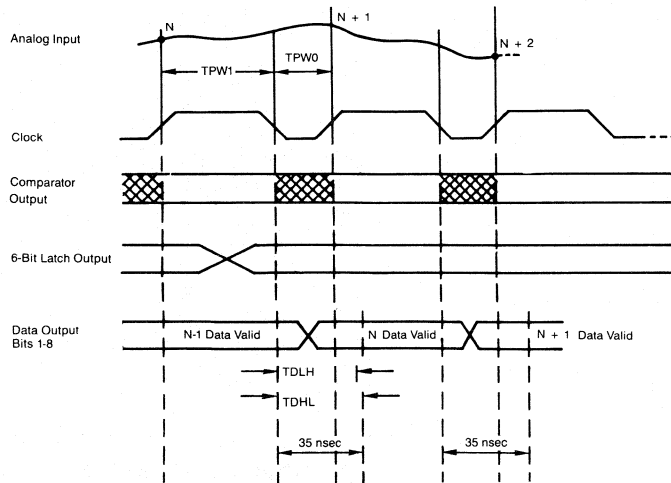 N
N + 1
Analog Input
N + 2
TPW1
TPW0
Clock
Comparator
Output
6-Bit Latch Output
Data Output
Bits 1-8
N-1 Data Valid
N Data Valid
N + 1 Data Valid
TDLH
TDHL
35 nsec
35 nsec